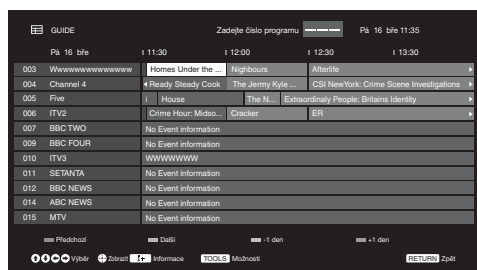 GUIDE Zadejte číslo programu Pá 16 bře 11:35
Pá 16 bře 11:30 12:00 12:30 13:30
003 Wwwwwwwwwwwwww Homes Under the ... Nighbours Afterlife
004 Channel 4 Ready Steady Cook The Jermy Kyle ... CSI NewYork: Crime Scene Investigations
005 Five i House The N... Extraordinaly People: Britains Identity
006 ITV2 Crime Hour: Midso... Cracker ER
007 BBC TWO No Event information
009 BBC FOUR No Event information
010 ITV3 WWWWWWW
011 SETANTA No Event information
012 BBC NEWS No Event information
014 ABC NEWS No Event information
015 MTV No Event information
Předchozí Další -1 den +1 den
Výběr Zobrazit Informace TOOLS Možnosti RETURN Zpět